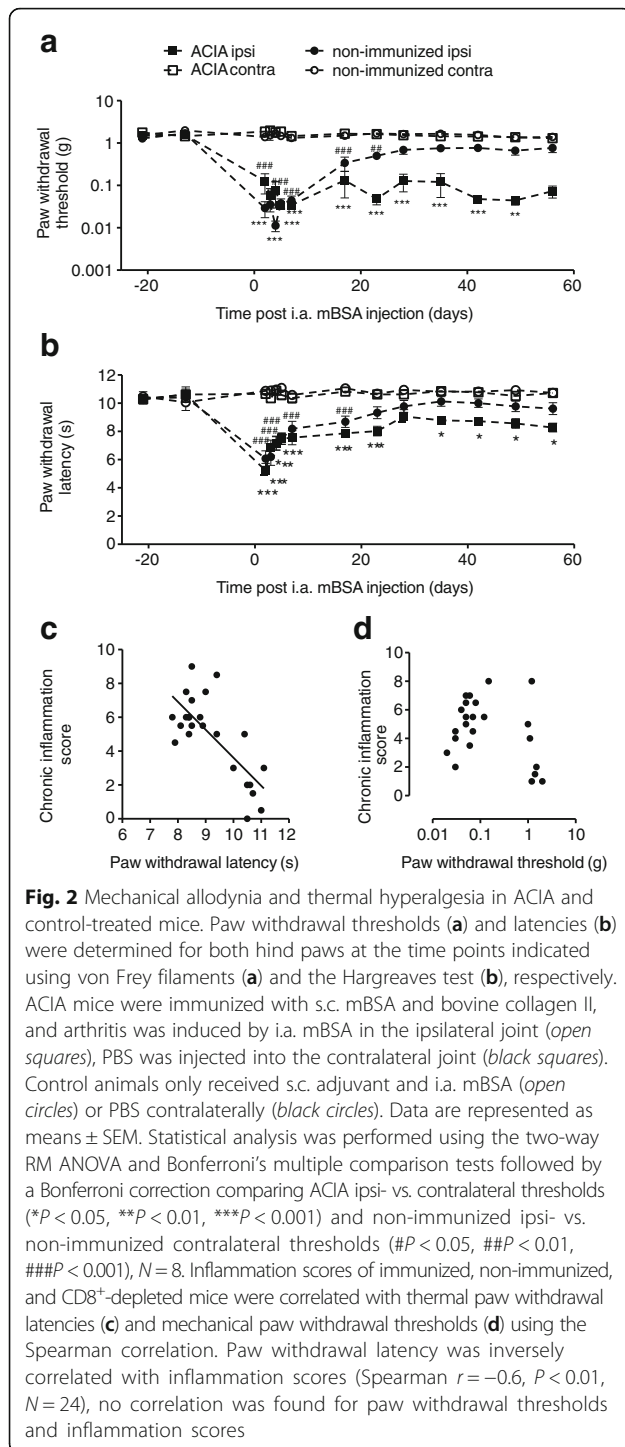 a
ACIA ipsi non-immunized ipsi
ACIA contra non-immunized contra
10
1
0.1
0.01
0.001
Paw withdrawal
threshold (g)
###
###
###
###
##
***
***
***
***
***
***
***
***
**
-20 0 20 40 60
Time post i.a. mBSA injection (days)
b
12
10
8
6
4
2
0
Paw withdrawal
latency (s)
###
###
###
###
###
***
**
***
***
***
***
*
*
*
*
-20 0 20 40 60
Time post i.a. mBSA injection (days)
c
10
8
6
4
2
0
Chronic inflammation
score
6 7 8 9 10 11 12
Paw withdrawal latency (s)
d
10
8
6
4
2
0
Chronic inflammation
score
0.01 0.1 1 10
Paw withdrawal threshold (g)
Fig. 2 Mechanical allodynia and thermal hyperalgesia in ACIA and
control-treated mice. Paw withdrawal thresholds (a) and latencies (b)
were determined for both hind paws at the time points indicated
using von Frey filaments (a) and the Hargreaves test (b), respectively.
ACIA mice were immunized with s.c. mBSA and bovine collagen II,
and arthritis was induced by i.a. mBSA in the ipsilateral joint (open
squares), PBS was injected into the contralateral joint (black squares).
Control animals only received s.c. adjuvant and i.a. mBSA (open
circles) or PBS contralaterally (black circles). Data are represented as
means ± SEM. Statistical analysis was performed using the two-way
RM ANOVA and Bonferroni's multiple comparison tests followed by
a Bonferroni correction comparing ACIA ipsi- vs. contralateral thresholds
(*P < 0.05, **P < 0.01, ***P < 0.001) and non-immunized ipsi- vs.
non-immunized contralateral thresholds (#P < 0.05, ##P < 0.01,
###P < 0.001), N = 8. Inflammation scores of immunized, non-immunized,
and CD8+-depleted mice were correlated with thermal paw withdrawal
latencies (c) and mechanical paw withdrawal thresholds (d) using the
Spearman correlation. Paw withdrawal latency was inversely
correlated with inflammation scores (Spearman r = −0.6, P < 0.01,
N = 24), no correlation was found for paw withdrawal thresholds
and inflammation scores